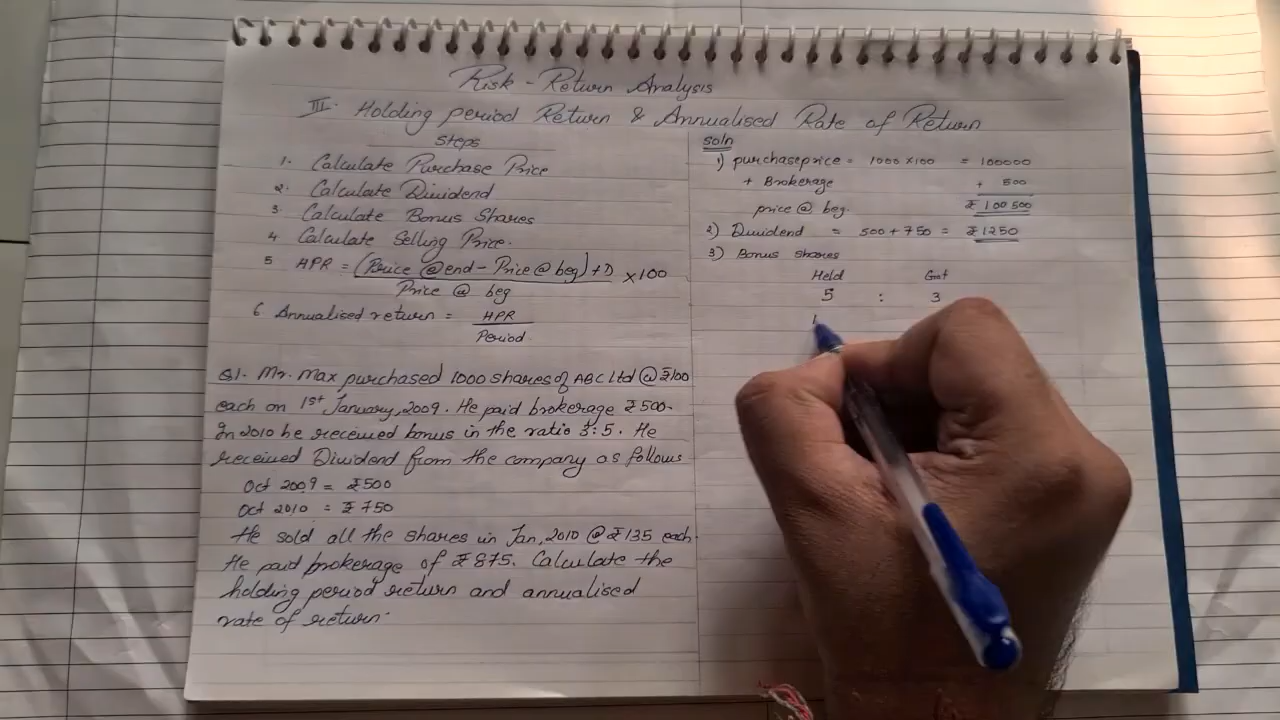 Risk - Return Analysis
III. Holding period Return & Annualised Rate of Return
Steps
1. Calculate Purchase Price
2. Calculate Dividend
3. Calculate Bonus Shares
4. Calculate Selling Price.
5 HPR = (Price @ end - Price @ beg) + D × 100
Price @ beg
6 Annualised return = HPR
Period.
Q1. Mr. Max purchased 1000 shares of ABC Ltd @ ₹100
each on 1st January, 2009. He paid brokerage ₹500.
In 2010 he received bonus in the ratio 3:5. He
received Dividend from the company as follows
Oct 2009 = ₹500
Oct 2010 = ₹750
He sold all the shares in Jan, 2010 @ ₹135 each.
He paid brokerage of ₹875. Calculate the
holding period return and annualised
rate of return.
Soln
1) purchase price = 1000 × 100 = 100000
+ Brokerage + 500
price @ beg. ₹ 100 500
2) Dividend = 500 + 750 = ₹1250
3) Bonus shares
Held Got
5 : 3